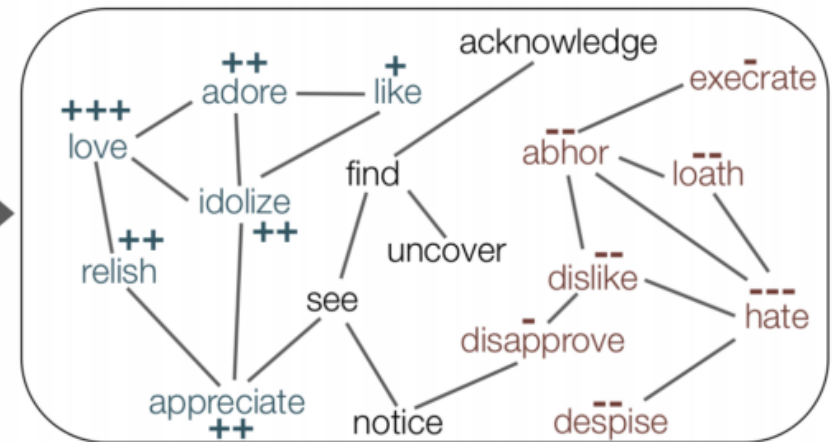 acknowledge
++ +
adore like
- 
execrate
+++
love
--
abhor
--
loath
find
idolize
++
uncover
++
relish
--
dislike
see
---
hate
-
disapprove
appreciate
++
notice
--
despise